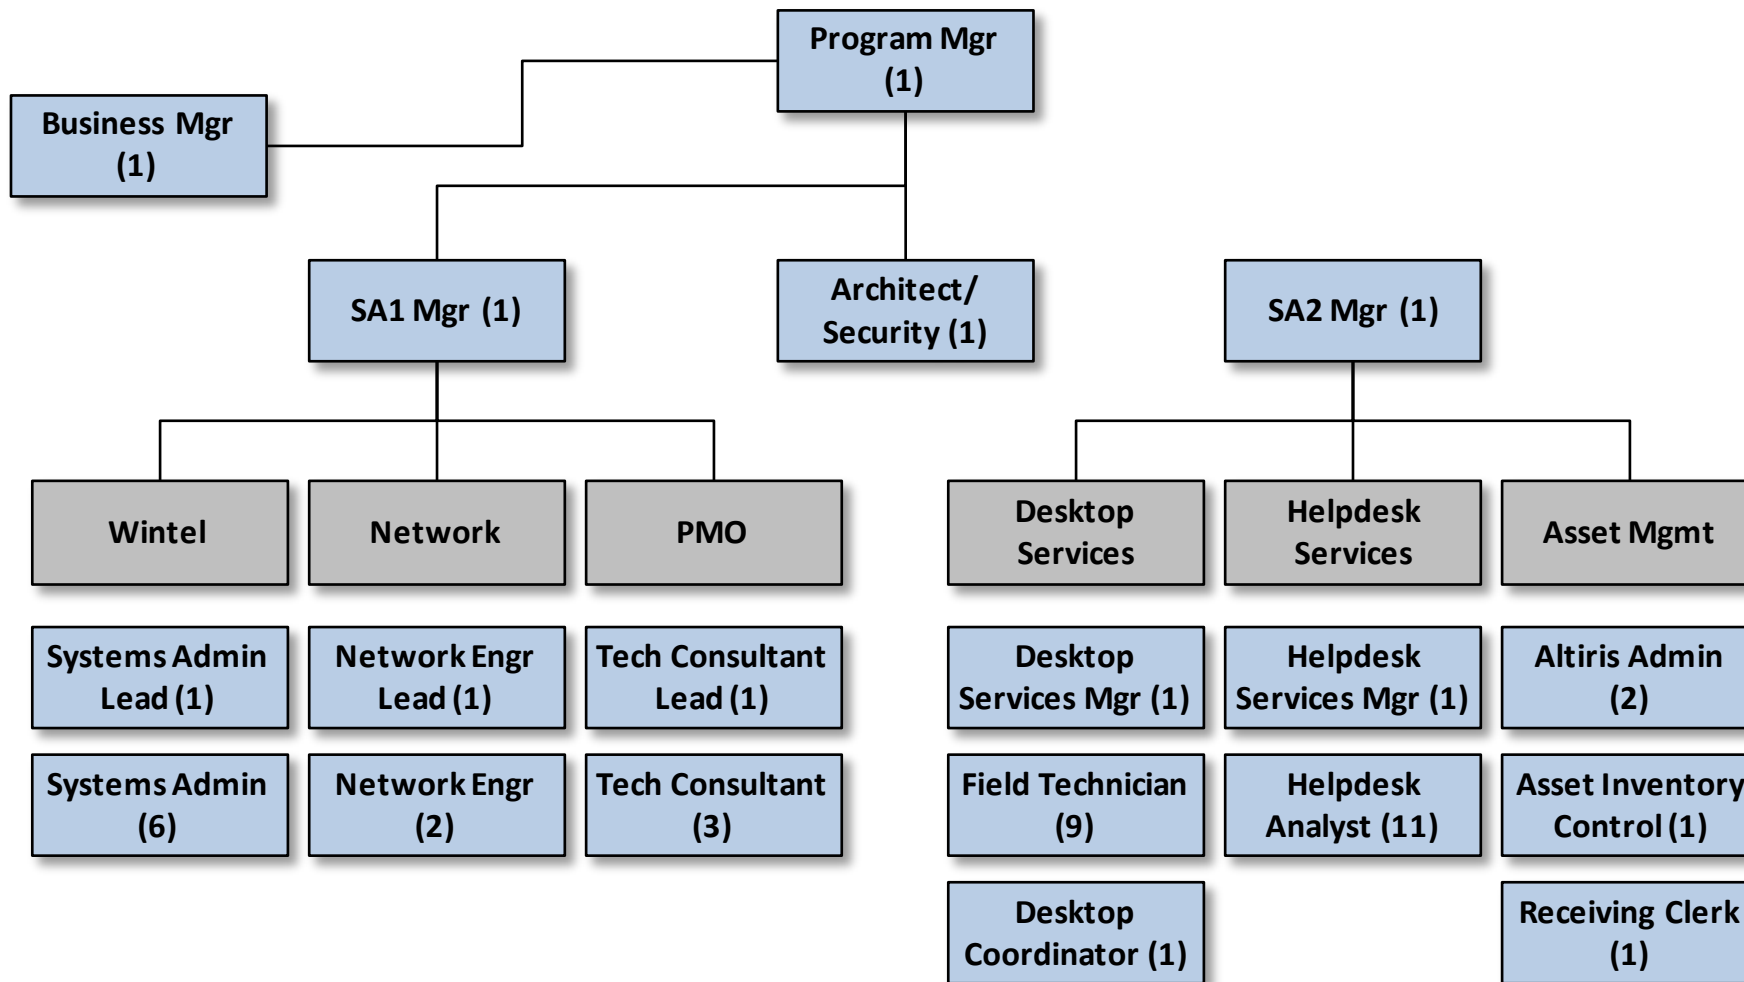 Program Mgr
(1)
Business Mgr
(1)
SA1 Mgr (1)
Architect/
Security (1)
SA2 Mgr (1)
Wintel
Network
PMO
Desktop
Services
Helpdesk
Services
Asset Mgmt
Systems Admin
Lead (1)
Network Engr
Lead (1)
Tech Consultant
Lead (1)
Desktop
Services Mgr (1)
Helpdesk
Services Mgr (1)
Altiris Admin
(2)
Systems Admin
(6)
Network Engr
(2)
Tech Consultant
(3)
Field Technician
(9)
Helpdesk
Analyst (11)
Asset Inventory
Control (1)
Desktop
Coordinator (1)
Receiving Clerk
(1)